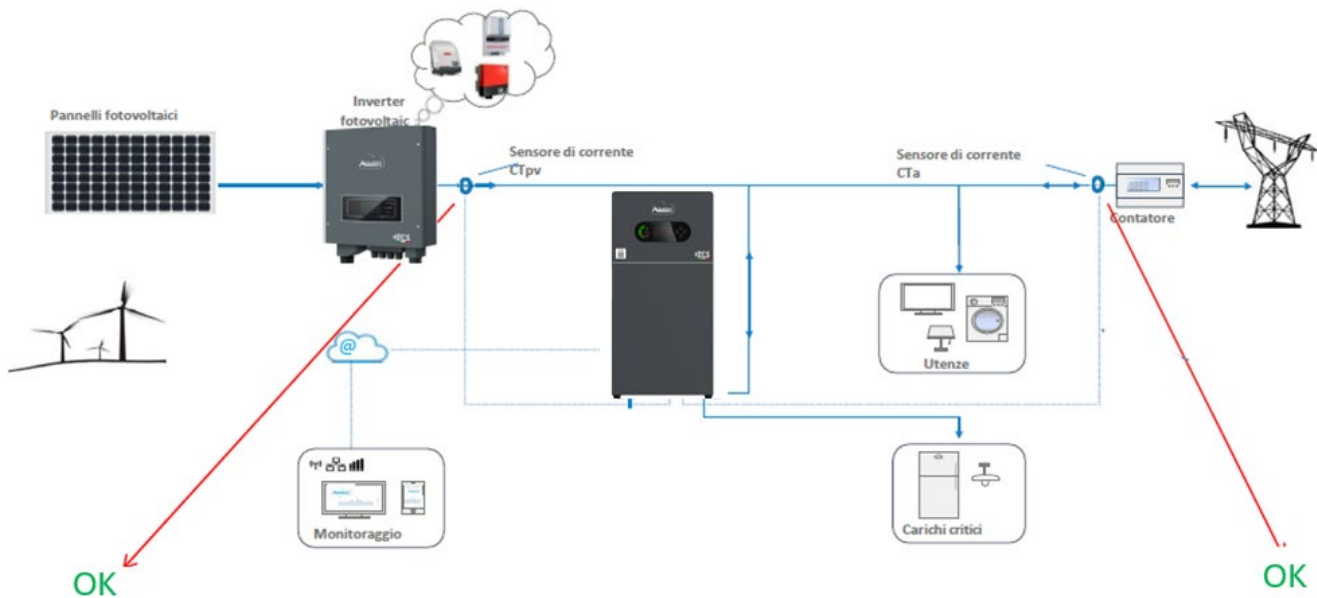 Pannelli fotovoltaici
Inverter
fotovoltaic
Sensore di corrente
CTpv
Sensore di corrente
CTa
Contatore
@
Utenze
Monitoraggio
Carichi critici
OK
OK